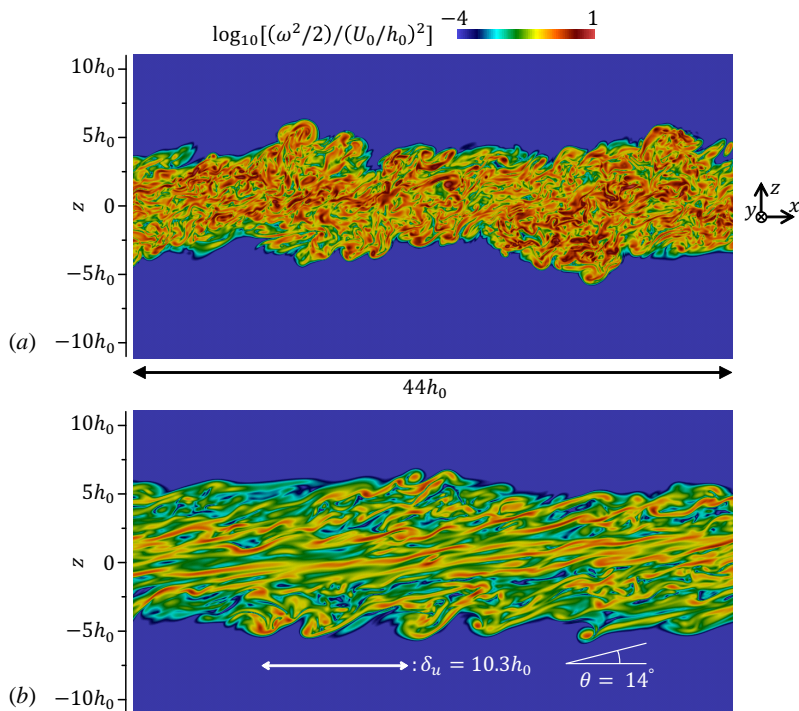 log₁₀[(ω²/2)/(U₀/h₀)²] −4 1
10h₀
5h₀
z 0
−5h₀
(a) −10h₀
z
y x
44h₀
10h₀
5h₀
z 0
−5h₀
: δᵤ = 10.3h₀
θ = 14°
(b) −10h₀